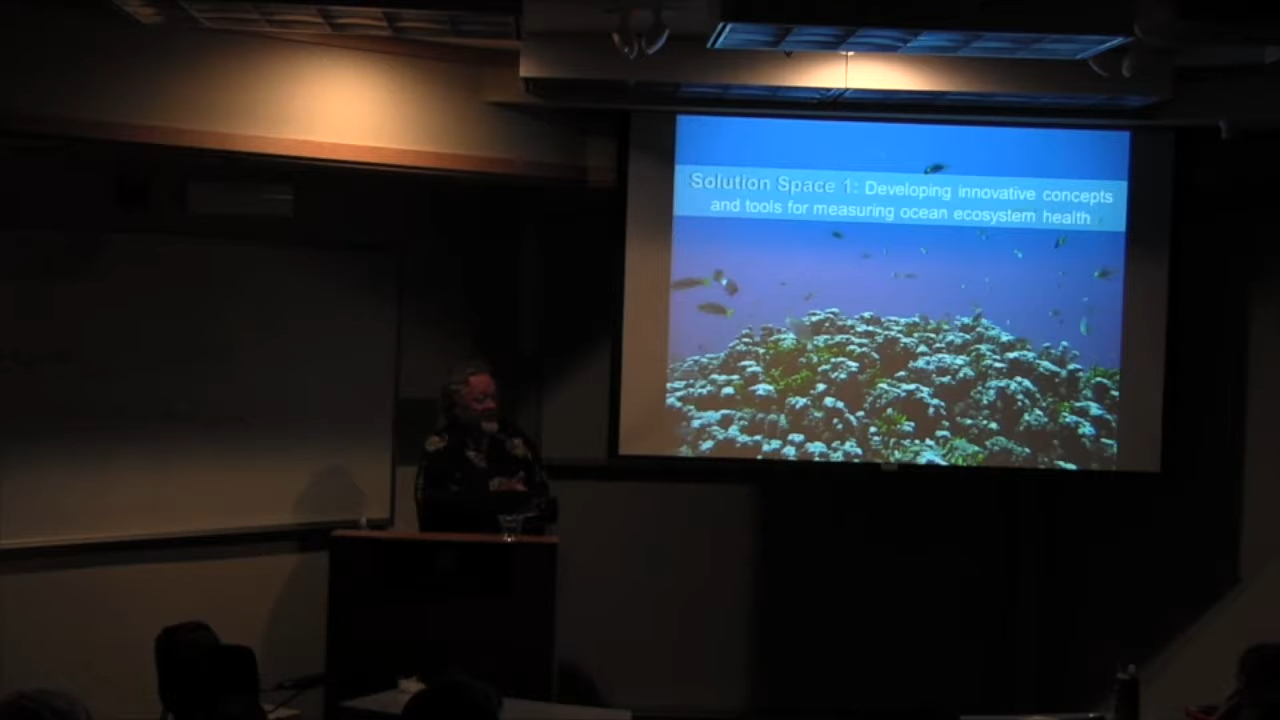 Solution Space 1: Developing innovative concepts
and tools for measuring ocean ecosystem health